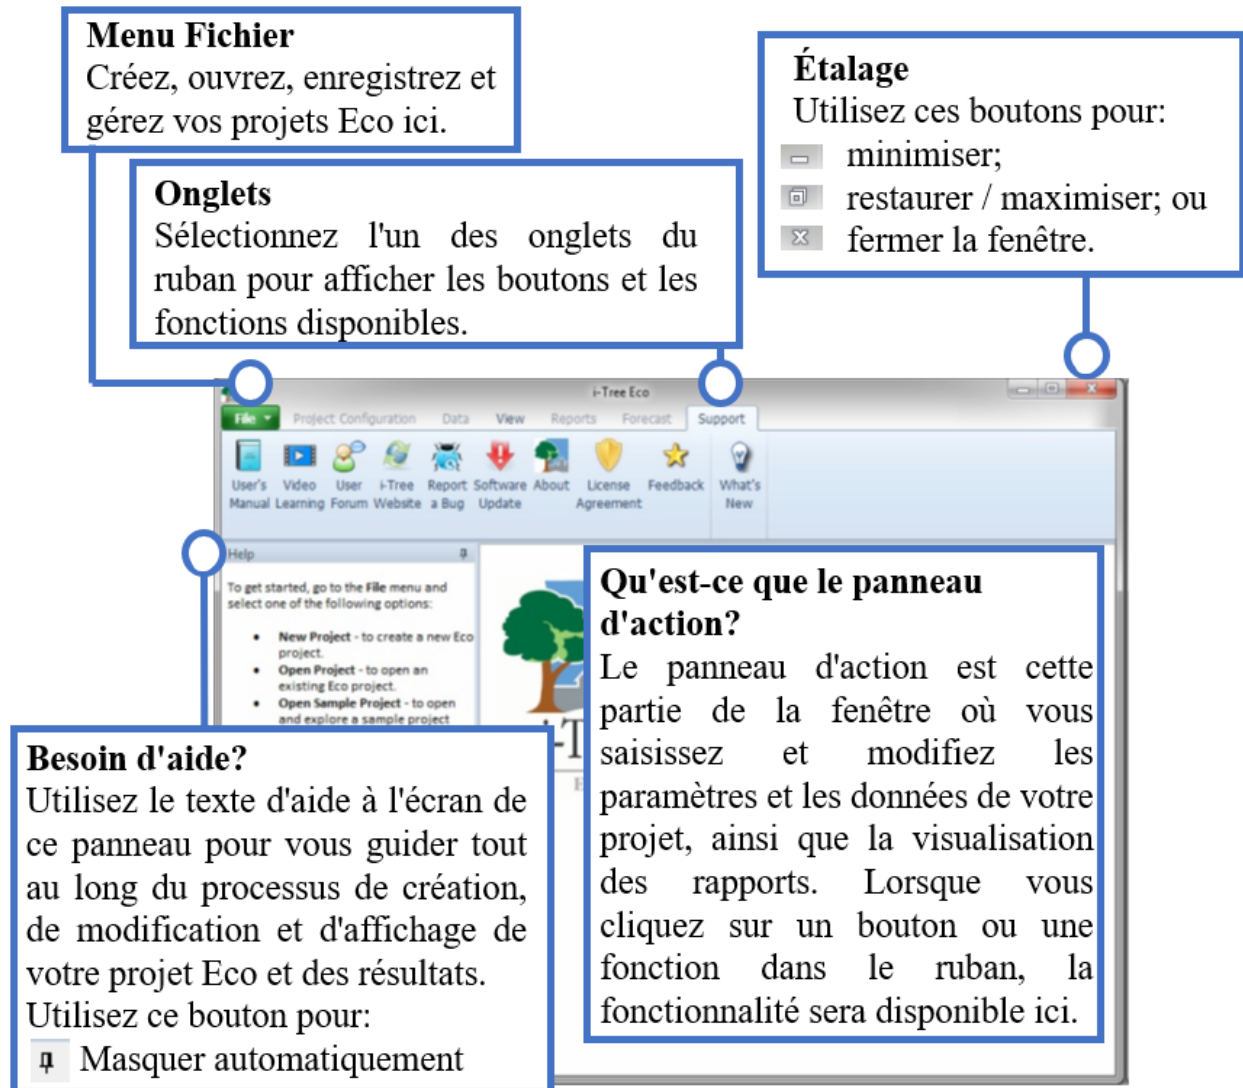 Menu Fichier
Créez, ouvrez, enregistrez et
gérez vos projets Eco ici.
Étalage
Utilisez ces boutons pour:
minimiser;
restaurer / maximiser; ou
fermer la fenêtre.
Onglets
Sélectionnez l'un des onglets du
ruban pour afficher les boutons et les
fonctions disponibles.
i-Tree Eco
File Project Configuration Data View Reports Forecast Support
User's Manual
Video Learning
User Forum
i-Tree Website
Report a Bug
Software Update
About
License Agreement
Feedback
What's New
Help
To get started, go to the File menu and
select one of the following options:
• New Project - to create a new Eco
project.
• Open Project - to open an
existing Eco project.
• Open Sample Project - to open
and explore a sample project
Qu'est-ce que le panneau
d'action?
Le panneau d'action est cette
partie de la fenêtre où vous
saisissez et modifiez les
paramètres et les données de votre
projet, ainsi que la visualisation
des rapports. Lorsque vous
cliquez sur un bouton ou une
fonction dans le ruban, la
fonctionnalité sera disponible ici.
Besoin d'aide?
Utilisez le texte d'aide à l'écran de
ce panneau pour vous guider tout
au long du processus de création,
de modification et d'affichage de
votre projet Eco et des résultats.
Utilisez ce bouton pour:
Masquer automatiquement